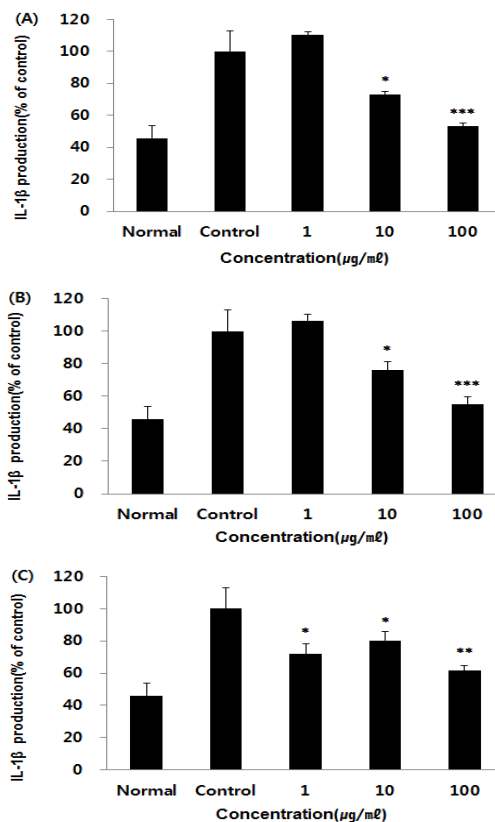 (A)
IL-1β production(% of control)
120
100
80
60
40
20
0
*
***
Normal Control 1 10 100
Concentration(μg/㎖)
(B)
IL-1β production(% of control)
120
100
80
60
40
20
0
*
***
Normal Control 1 10 100
Concentration(μg/㎖)
(C)
IL-1β production(% of control)
120
100
80
60
40
20
0
*
*
**
Normal Control 1 10 100
Concentration(μg/㎖)